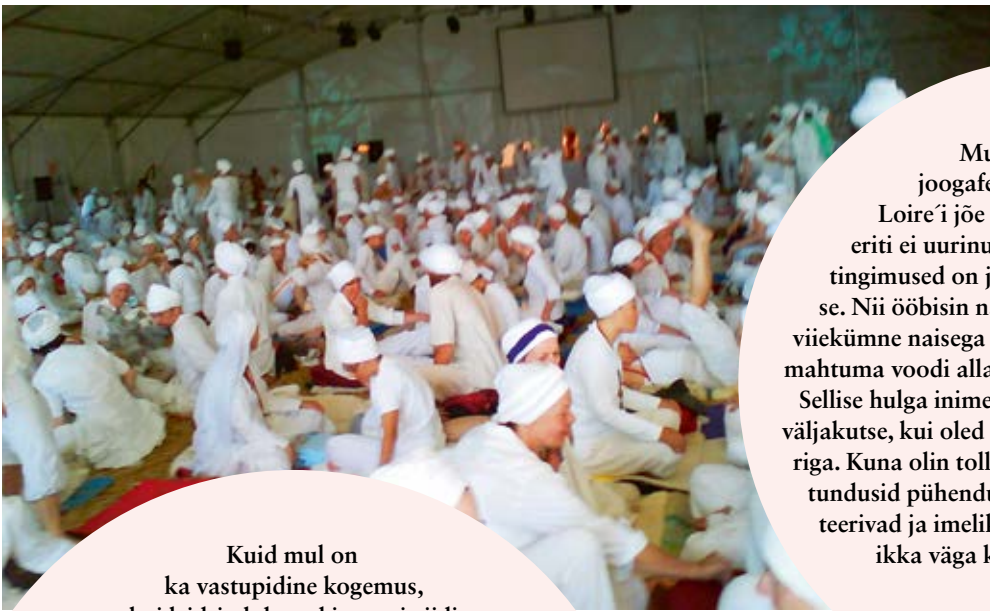 Kuid mul on
ka vastupidine kogemus,
Mu
joogafe
Loire´i jõe
eriti ei uurinu
tingimused on j
se. Nii ööbisin n
viiekümne naisega
mahtuma voodi alla
Sellise hulga inime
väljakutse, kui oled
riga. Kuna olin toll
tundusid pühendu
teerivad ja imelik
ikka väga k